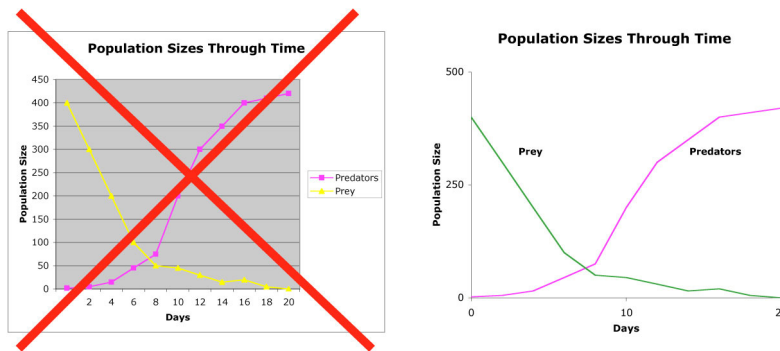 Population Sizes Through Time
450
400
350
300
250
200
150
100
50
0
Population Size
2 4 6 8 10 12 14 16 18 20
Days
Predators
Prey
Population Sizes Through Time
500
250
0
Population Size
Prey
Predators
0 10 2
Days